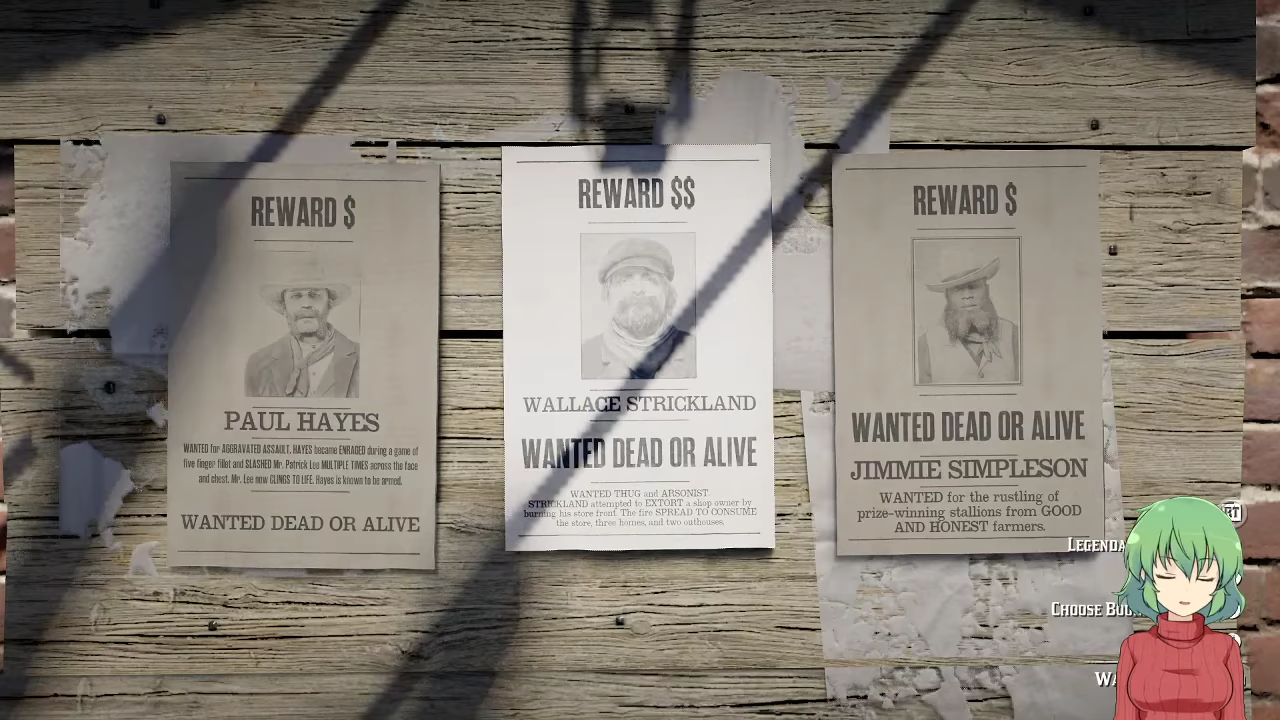 REWARD $
PAUL HAYES
WANTED for AGGRAVATED ASSAULT, HAYES became ENRAGED during a game of
five finger fillet and SLASHED Mr. Patrick Lee MULTIPLE TIMES across the face
and chest. Mr. Lee now CLINGS TO LIFE. Hayes is known to be armed.
WANTED DEAD OR ALIVE
REWARD $$
WALLACE STRICKLAND
WANTED DEAD OR ALIVE
WANTED THUG and ARSONIST
STRICKLAND attempted to EXTORT a shop owner by
burning his store front. The fire SPREAD TO CONSUME
the store, three homes, and two outhouses.
REWARD $
WANTED DEAD OR ALIVE
JIMMIE SIMPLESON
WANTED for the rustling of
prize-winning stallions from GOOD
AND HONEST farmers.
CHOOSE